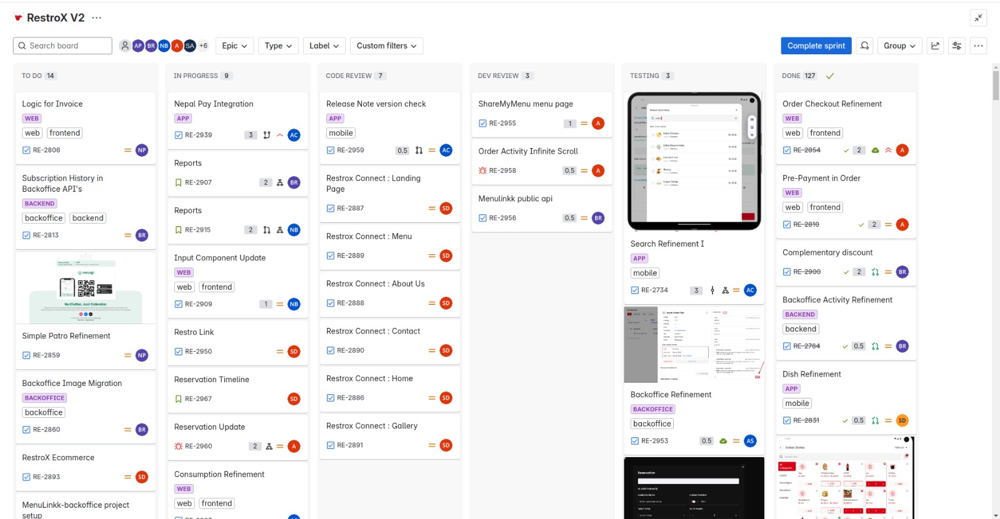 RestroX V2
Search board
AP BR NB A SA +6
Epic
Type
Label
Custom filters
Complete sprint
Group
TO DO 14
Logic for Invoice
WEB
web frontend
RE-2806 NP
Subscription History in
Backoffice API's
BACKEND
backoffice backend
RE-2813 BR
No Clutter, Just Calendar.
Simple Patro Refinement
RE-2859 NP
Backoffice Image Migration
BACKOFFICE
backoffice
RE-2860 BR
RestroX Ecommerce
RE-2893 SD
MenuLinkk-backoffice project
setup
IN PROGRESS 9
Nepal Pay Integration
APP
RE-2939 3 AC
Reports
RE-2907 2 BR
Reports
RE-2915 2 NB
Input Component Update
WEB
web frontend
RE-2909 1 NB
Restro Link
RE-2950 SD
Reservation Timeline
RE-2967 SD
Reservation Update
RE-2960 2 A
Consumption Refinement
WEB
web frontend
CODE REVIEW 7
Release Note version check
APP
mobile
RE-2959 0.5 AC
Restrox Connect : Landing
Page
RE-2887 SD
Restrox Connect : Menu
RE-2889 SD
Restrox Connect : About Us
RE-2888 SD
Restrox Connect : Contact
RE-2890 SD
Restrox Connect : Home
RE-2886 SD
Restrox Connect : Gallery
RE-2891 SD
DEV REVIEW 3
ShareMyMenu menu page
RE-2955 1 A
Order Activity Infinite Scroll
RE-2958 0.5 A
Menulinkk public api
RE-2956 0.5 BR
TESTING 3
Search Refinement I
APP
mobile
RE-2734 3 AC
Backoffice Refinement
BACKOFFICE
backoffice
RE-2953 0.5 AS
Reservation
DONE 127
Order Checkout Refinement
WEB
web frontend
RE-2854 2 A
Pre-Payment in Order
WEB
web frontend
RE-2810 2 A
Complementary discount
RE-2900 2 BR
Backoffice Activity Refinement
BACKEND
backend
RE-2764 0.5 BR
Dish Refinement
APP
mobile
RE-2831 0.5 SD